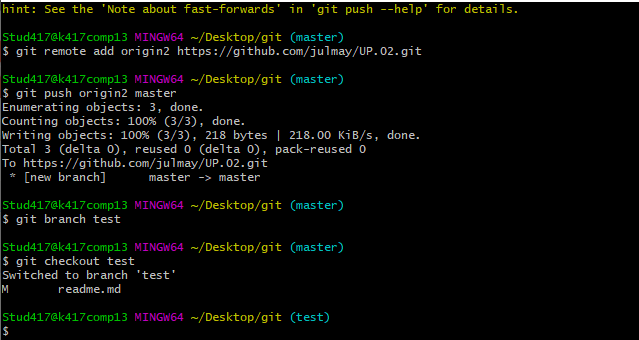 hint: See the 'Note about fast-forwards' in 'git push --help' for details.
Stud417@k417comp13 MINGW64 ~/Desktop/git (master)
$ git remote add origin2 https://github.com/julmay/UP.02.git
Stud417@k417comp13 MINGW64 ~/Desktop/git (master)
$ git push origin2 master
Enumerating objects: 3, done.
Counting objects: 100% (3/3), done.
Writing objects: 100% (3/3), 218 bytes | 218.00 KiB/s, done.
Total 3 (delta 0), reused 0 (delta 0), pack-reused 0
To https://github.com/julmay/UP.02.git
 * [new branch]      master -> master
Stud417@k417comp13 MINGW64 ~/Desktop/git (master)
$ git branch test
Stud417@k417comp13 MINGW64 ~/Desktop/git (master)
$ git checkout test
Switched to branch 'test'
M       readme.md
Stud417@k417comp13 MINGW64 ~/Desktop/git (test)
$